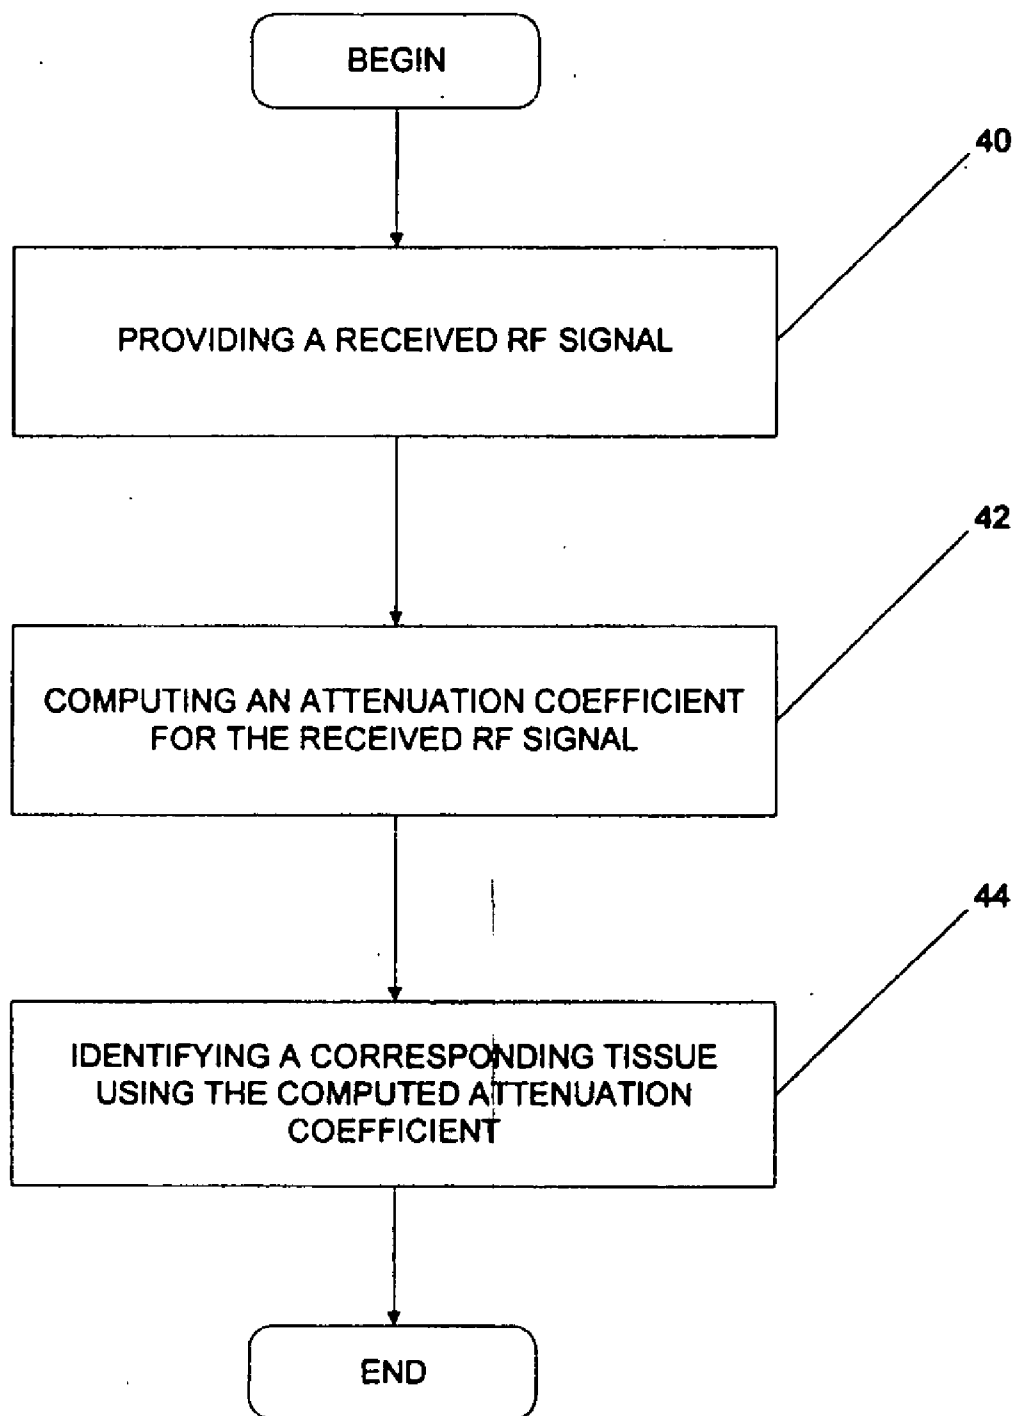 BEGIN
40
PROVIDING A RECEIVED RF SIGNAL
42
COMPUTING AN ATTENUATION COEFFICIENT
FOR THE RECEIVED RF SIGNAL
44
IDENTIFYING A CORRESPONDING TISSUE
USING THE COMPUTED ATTENUATION
COEFFICIENT
END